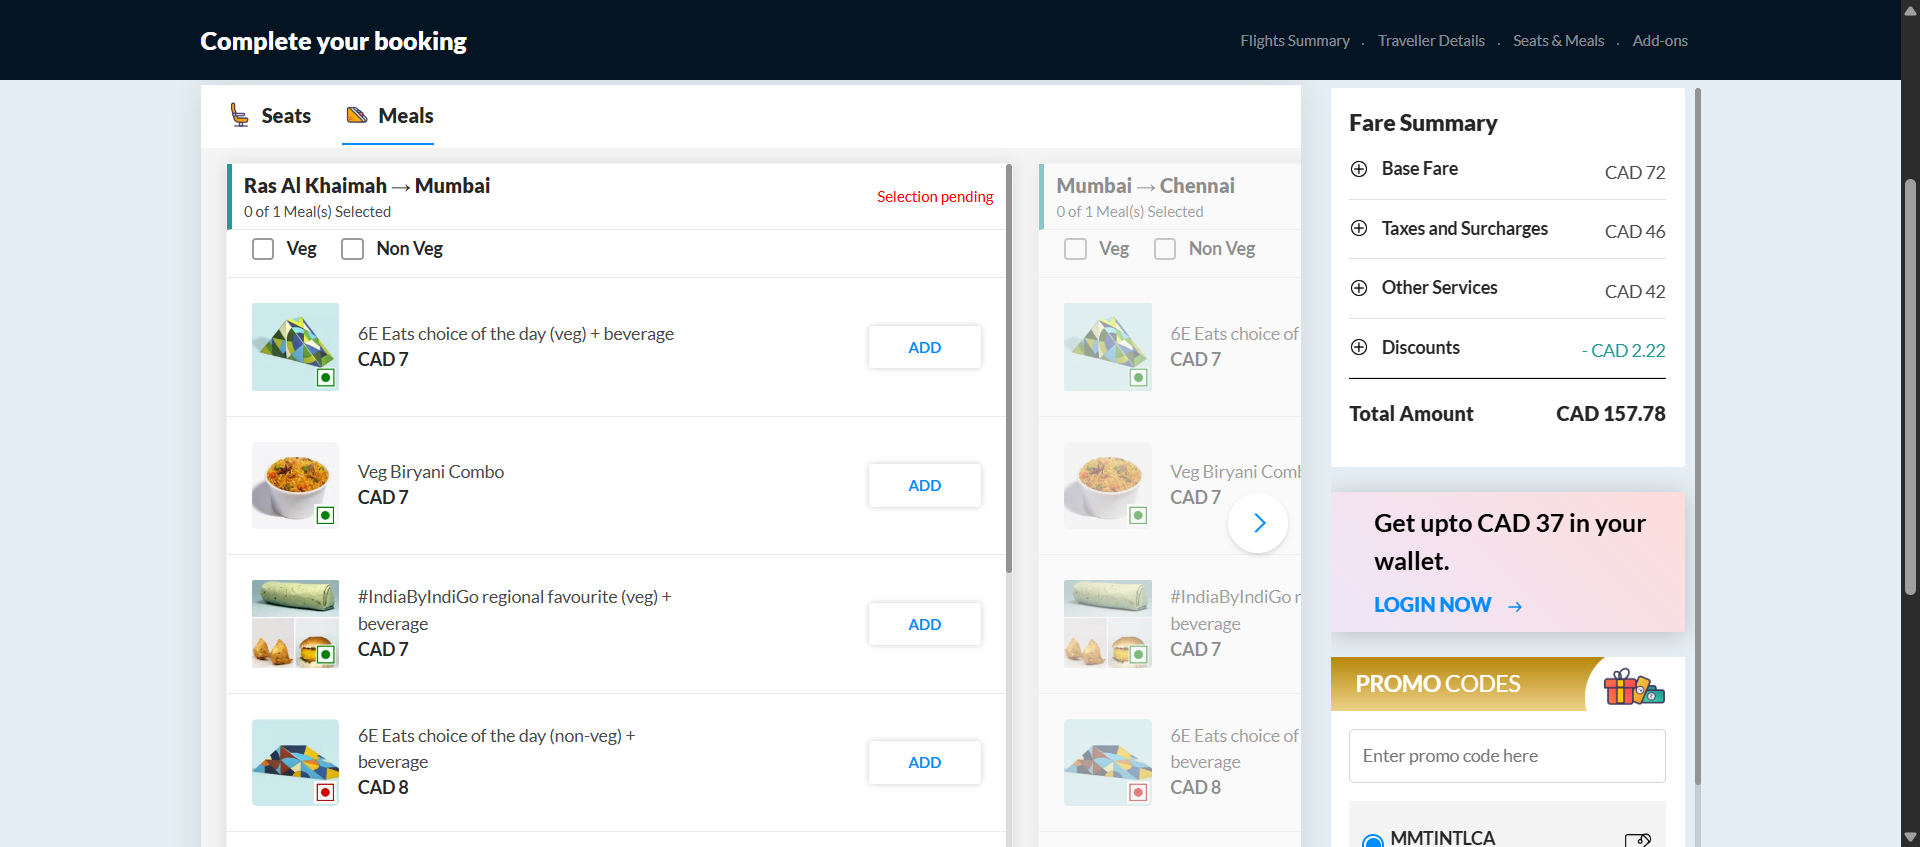 Complete your booking
Flights Summary . Traveller Details . Seats & Meals . Add-ons
Seats
Meals
Ras Al Khaimah → Mumbai
0 of 1 Meal(s) Selected
Selection pending
Veg
Non Veg
6E Eats choice of the day (veg) + beverage
CAD 7
ADD
Veg Biryani Combo
CAD 7
ADD
#IndiaByIndiGo regional favourite (veg) +
beverage
CAD 7
ADD
6E Eats choice of the day (non-veg) +
beverage
CAD 8
ADD
Mumbai → Chennai
0 of 1 Meal(s) Selected
Veg
Non Veg
6E Eats choice of
CAD 7
Veg Biryani Comb
CAD 7
#IndiaByIndiGo r
beverage
CAD 7
6E Eats choice of
beverage
CAD 8
Fare Summary
Base Fare
CAD 72
Taxes and Surcharges
CAD 46
Other Services
CAD 42
Discounts
- CAD 2.22
Total Amount
CAD 157.78
Get upto CAD 37 in your
wallet.
LOGIN NOW →
PROMO CODES
Enter promo code here
MMTINTLCA